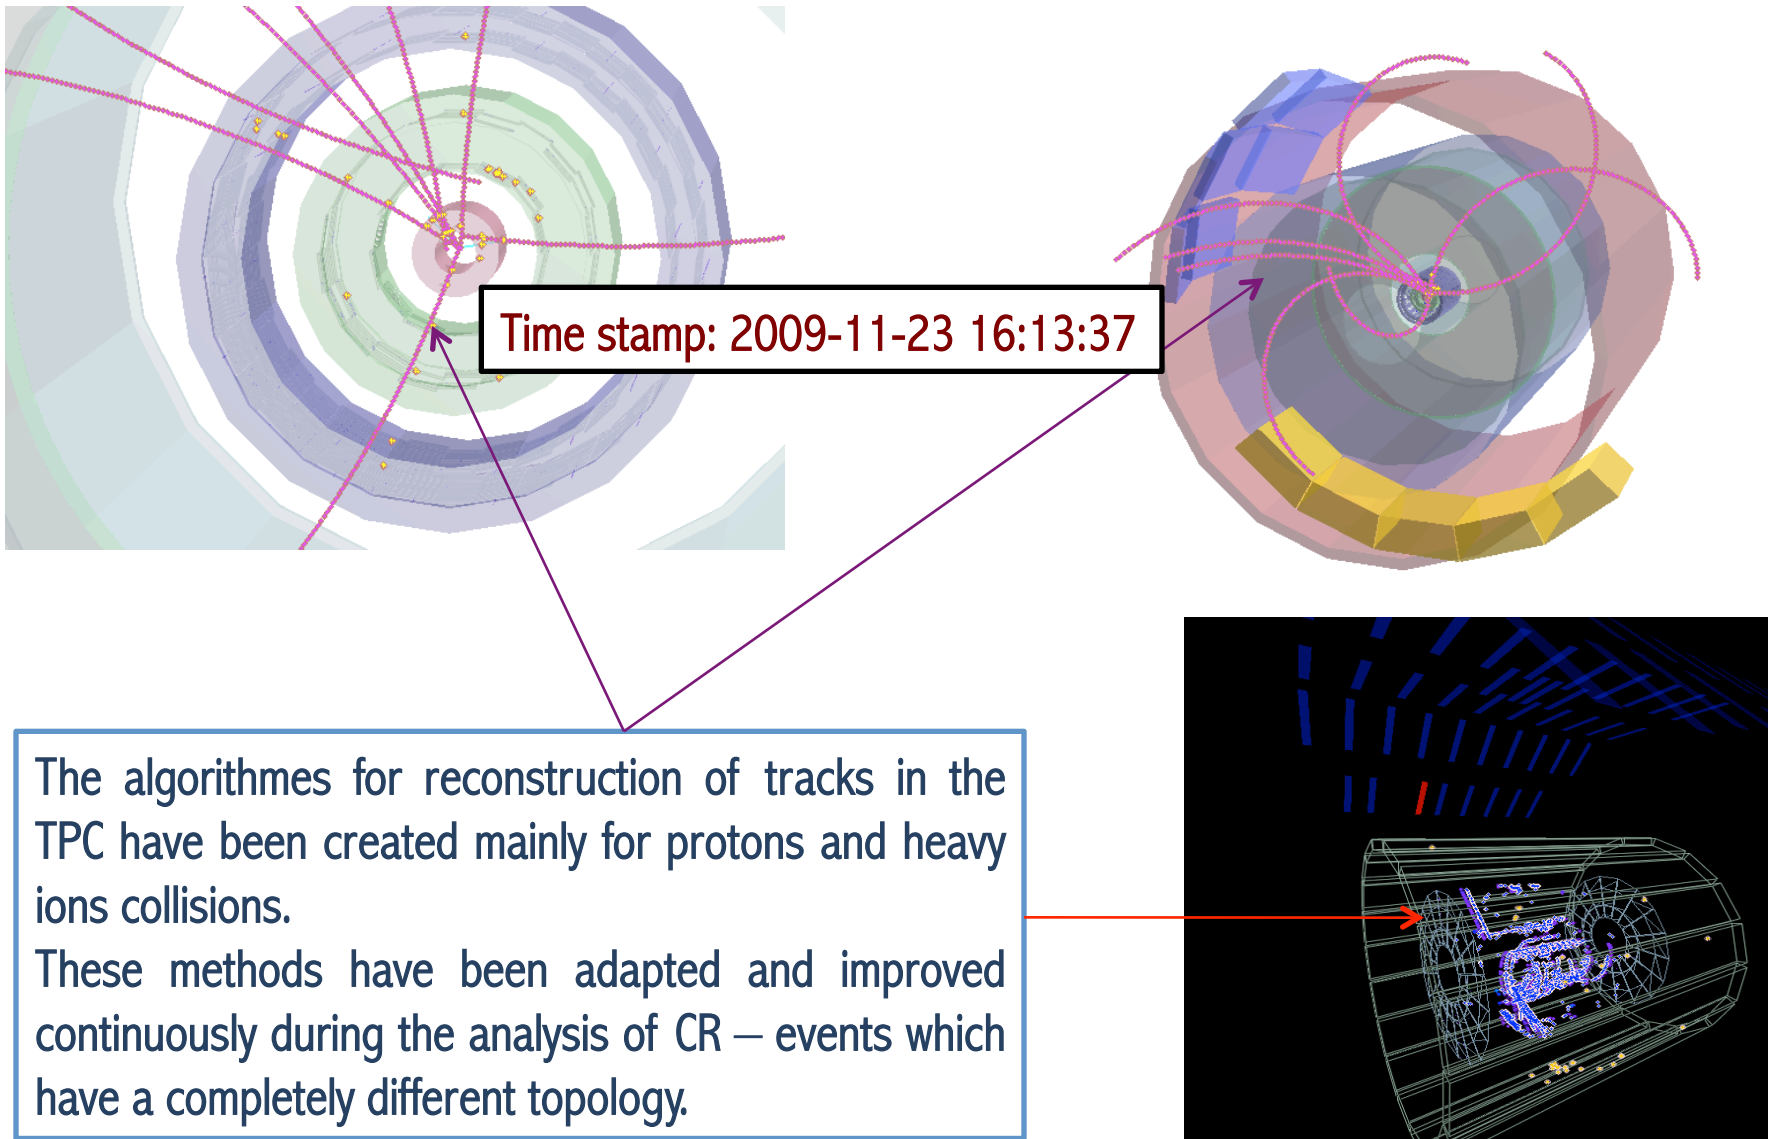 Time stamp: 2009-11-23 16:13:37
The algorithmes for reconstruction of tracks in the
TPC have been created mainly for protons and heavy
ions collisions.
These methods have been adapted and improved
continuously during the analysis of CR – events which
have a completely different topology.